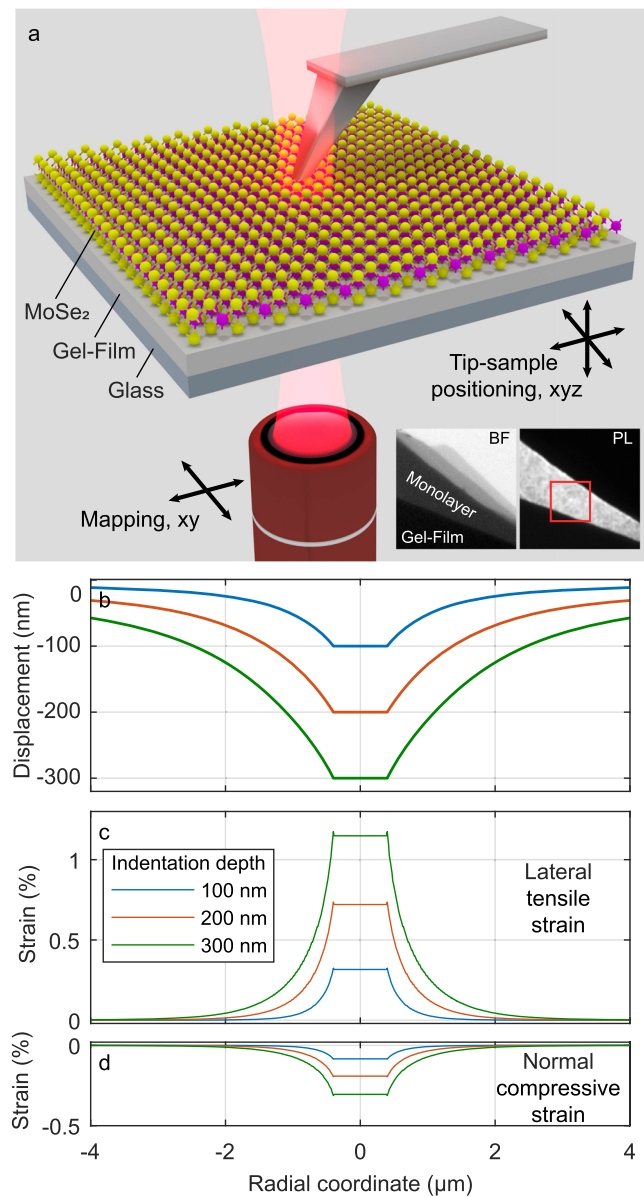 a
MoSe₂
Gel-Film
Glass
Tip-sample
positioning, xyz
Mapping, xy
BF
Monolayer
Gel-Film
PL
b
Displacement (nm)
0
-100
-200
-300
c
Strain (%)
1
0.5
0
Indentation depth
100 nm
200 nm
300 nm
Lateral
tensile
strain
d
Strain (%)
0
-0.5
Normal
compressive
strain
-4
-2
0
2
4
Radial coordinate (µm)